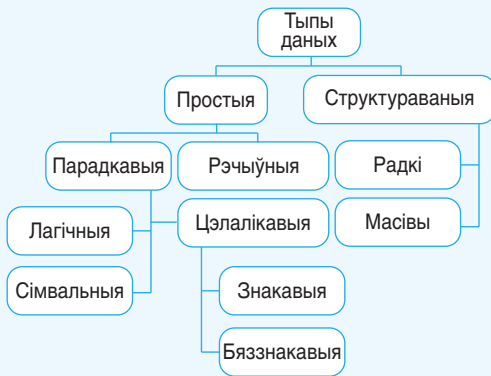 Тыпы
даных
Простыя
Структураваныя
Парадкавыя
Рэчыўныя
Радкі
Лагічныя
Цэлалікавыя
Масівы
Сімвальныя
Знакавыя
Бяззнакавыя